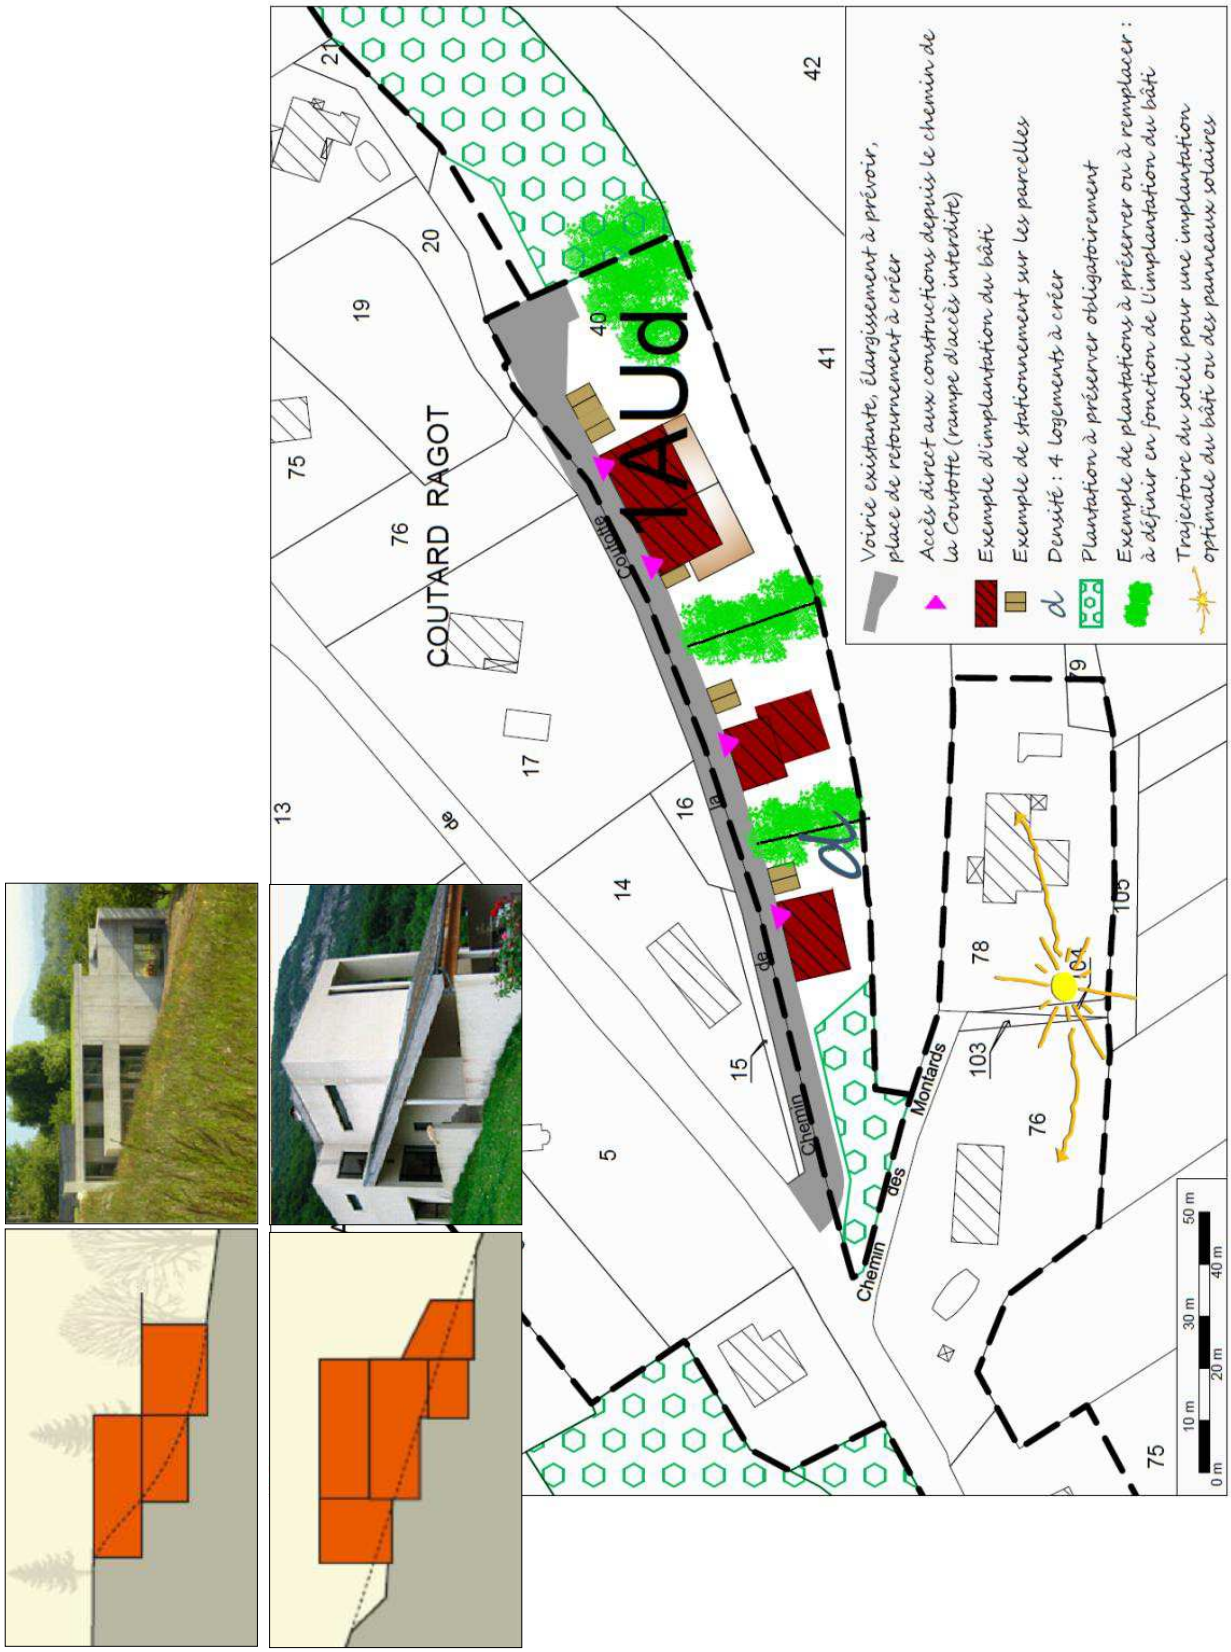 21
20
19
75
76
COUTARD RAGOT
13
17
de
16
14
15
5
40
42
41
1AUd
Coutotte
la
de
Chemin
d
Chemin
des
Montards
79
105
78
104
103
76
75
0 m
10 m
20 m
30 m
40 m
50 m
Voirie existante, élargissement à prévoir,
place de retournement à créer
Accès direct aux constructions depuis le chemin de
la Coutotte (rampe d'accès interdite)
Exemple d'implantation du bâti
Exemple de stationnement sur les parcelles
d
Densité : 4 logements à créer
Plantation à préserver obligatoirement
Exemple de plantations à préserver ou à remplacer :
à définir en fonction de l'implantation du bâti
Trajectoire du soleil pour une implantation
optimale du bâti ou des panneaux solaires